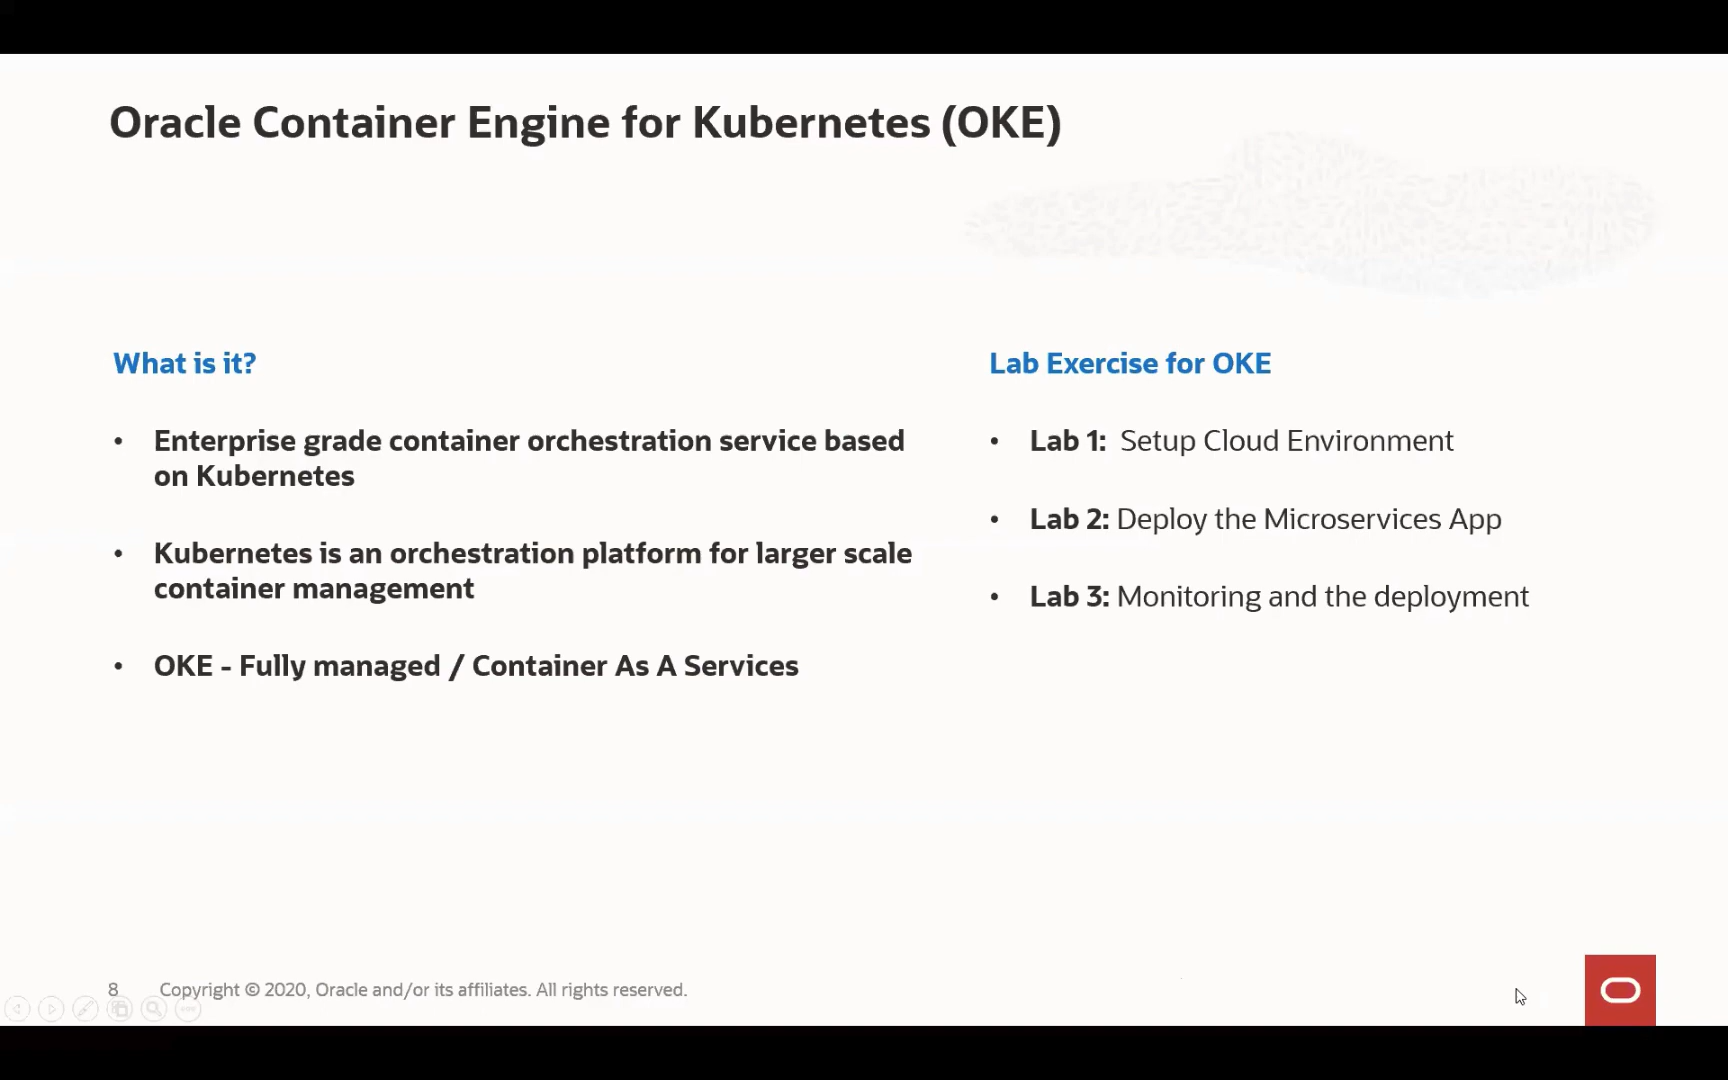 Oracle Container Engine for Kubernetes (OKE)
What is it?
• Enterprise grade container orchestration service based
on Kubernetes
• Kubernetes is an orchestration platform for larger scale
container management
• OKE - Fully managed / Container As A Services
Lab Exercise for OKE
• Lab 1: Setup Cloud Environment
• Lab 2: Deploy the Microservices App
• Lab 3: Monitoring and the deployment
8 Copyright © 2020, Oracle and/or its affiliates. All rights reserved.